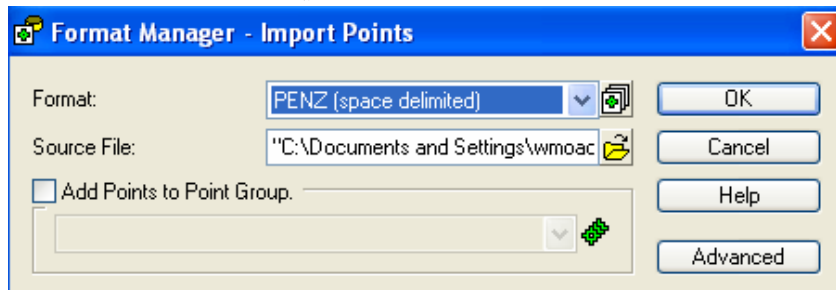 Format Manager - Import Points
Format: PENZ (space delimited) OK
Source File: "C:\Documents and Settings\wmoac Cancel
Add Points to Point Group. Help
Advanced